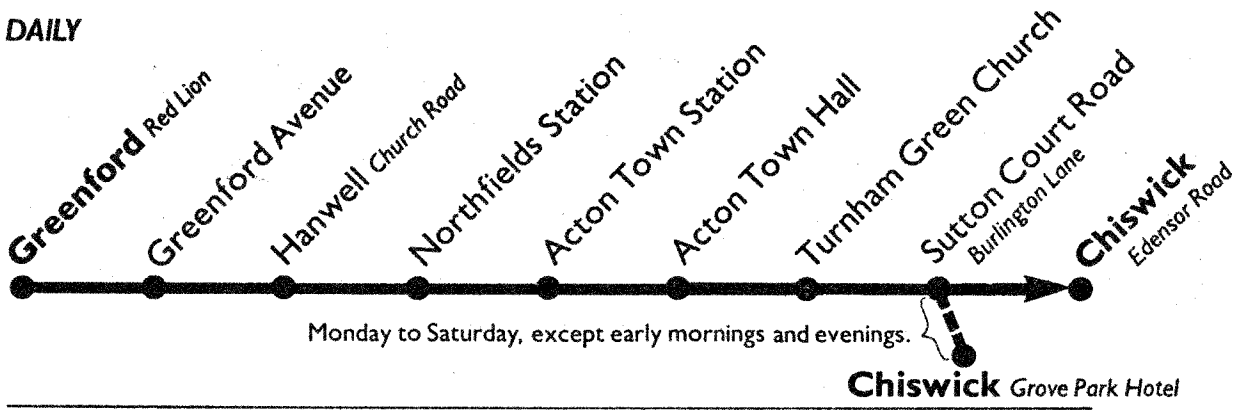 DAILY
Greenford Red Lion
Greenford Avenue
Hanwell Church Road
Northfields Station
Acton Town Station
Acton Town Hall
Turnham Green Church
Sutton Court Road
Burlington Lane
Chiswick
Edensor Road
Monday to Saturday, except early mornings and evenings.
Chiswick Grove Park Hotel